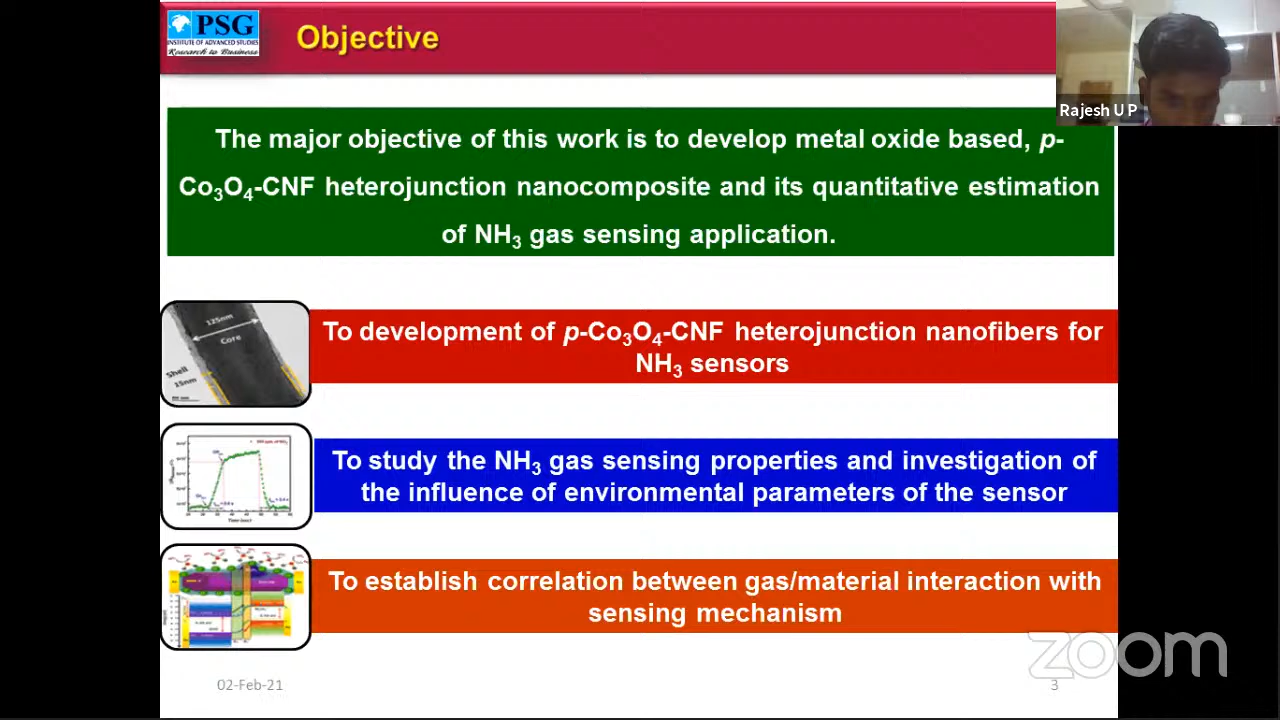 PSG
INSTITUTE OF ADVANCED STUDIES
Research to Business
Objective
Rajesh U P
The major objective of this work is to develop metal oxide based, p-
Co₃O₄-CNF heterojunction nanocomposite and its quantitative estimation
of NH₃ gas sensing application.
125nm
Core
Shell
15nm
To development of p-Co₃O₄-CNF heterojunction nanofibers for
NH₃ sensors
Time (sec)
To study the NH₃ gas sensing properties and investigation of
the influence of environmental parameters of the sensor
To establish correlation between gas/material interaction with
sensing mechanism
zoom
02-Feb-21
3